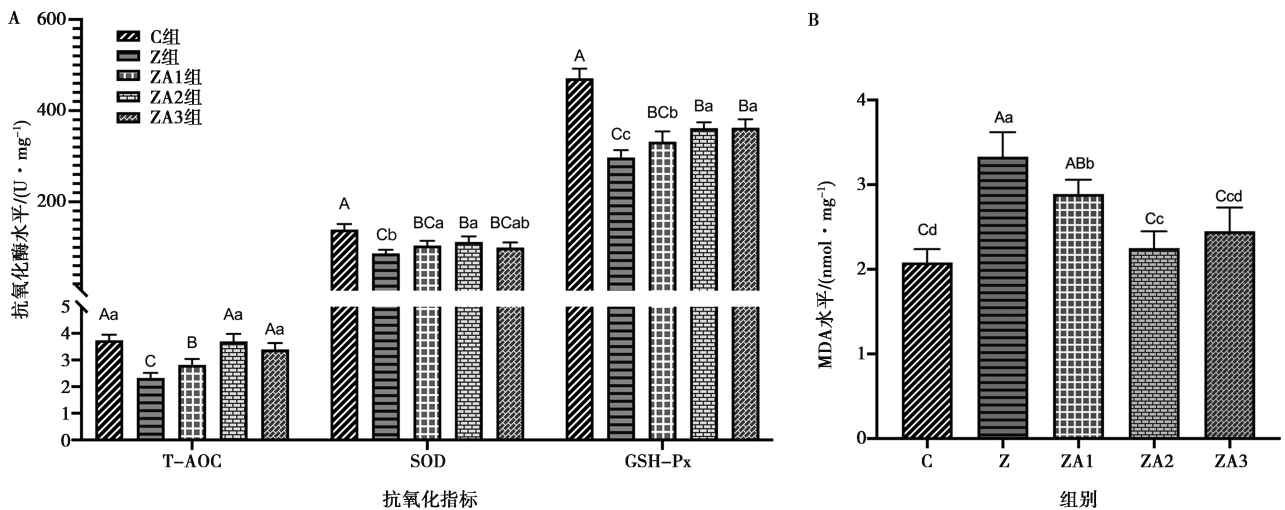 A
600
400
200
5
4
3
2
1
0
抗氧化酶水平/(U·mg⁻¹)
C组
Z组
ZA1组
ZA2组
ZA3组
Aa C B Aa Aa
A Cb BCa Ba BCab
A Cc BCb Ba Ba
T-AOC SOD GSH-Px
抗氧化指标
B
4
3
2
1
0
MDA水平/(nmol·mg⁻¹)
Cd Aa ABb Cc Ccd
C Z ZA1 ZA2 ZA3
组别